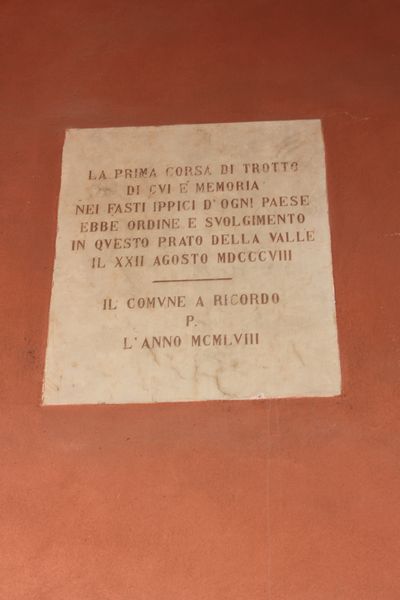 LA PRIMA CORSA DI TROTTO
DI CVI E' MEMORIA
NEI FASTI IPPICI D'OGNI PAESE
EBBE ORDINE E SVOLGIMENTO
IN QVESTO PRATO DELLA VALLE
IL XXII AGOSTO MDCCCVIII
IL COMVNE A RICORDO
P.
L'ANNO MCMLVIII